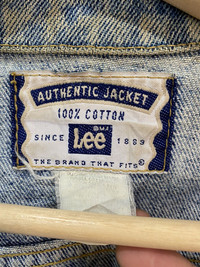 AUTHENTIC JACKET
100% COTTON
®M.R.
SINCE Lee 1889
THE BRAND THAT FITS®